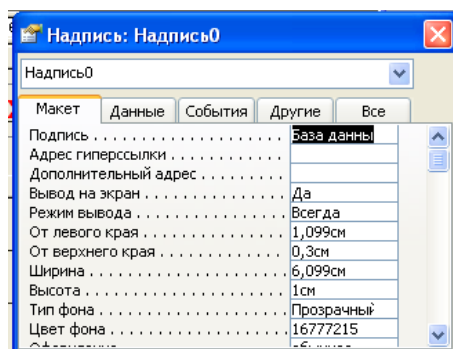 Надпись: Надпись0
Надпись0
Макет Данные События Другие Все
Подпись . . . . . . . . . . . . . . . . . . . . . База данны
Адрес гиперссылки . . . . . . . . . . . .
Дополнительный адрес . . . . . . . . .
Вывод на экран . . . . . . . . . . . . . . . Да
Режим вывода . . . . . . . . . . . . . . . . Всегда
От левого края . . . . . . . . . . . . . . . 1,099см
От верхнего края . . . . . . . . . . . . . 0,3см
Ширина . . . . . . . . . . . . . . . . . . . . . 6,099см
Высота . . . . . . . . . . . . . . . . . . . . . . 1см
Тип фона . . . . . . . . . . . . . . . . . . . . Прозрачный
Цвет фона . . . . . . . . . . . . . . . . . . . 16777215